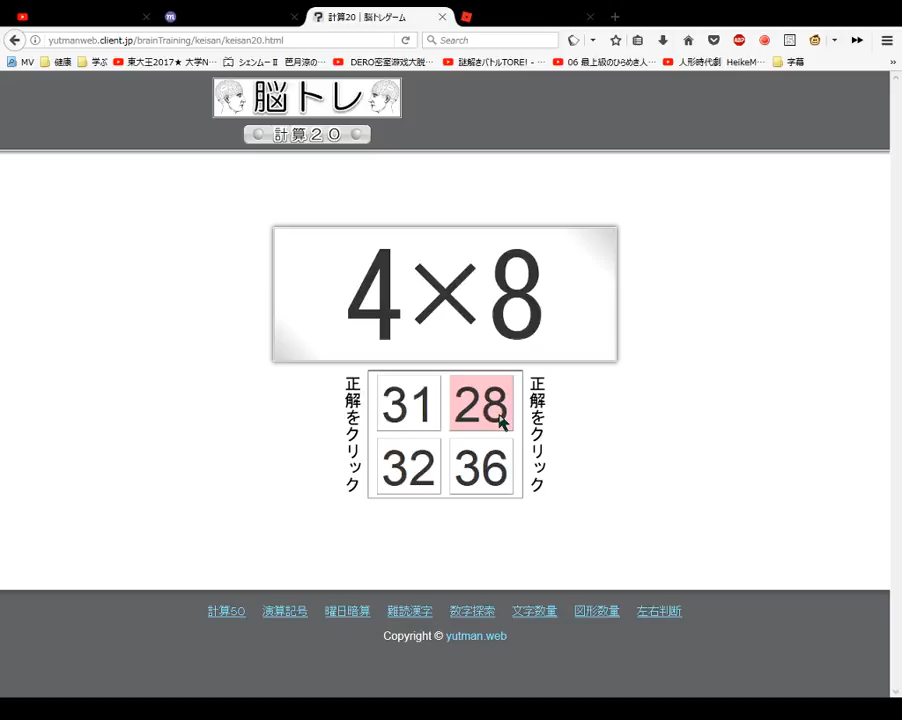 計算20 | 脳トレゲーム
yutmanweb.client.jp/brainTraining/keisan/keisan20.html
Search
MV 健康 学ぶ 東大王2017★ 大学N… シェンムーⅡ 芭月涼の… DERO密室游戏大脱… 謎解きバトルTORE! - … 06 最上級のひらめき人… 人形時代劇 HeikeM… 字幕
脳トレ
計算20
4×8
正解をクリック
31 28
32 36
正解をクリック
計算50 演算記号 曜日暗算 難読漢字 数字探索 文字数量 図形数量 左右判断
Copyright © yutman.web